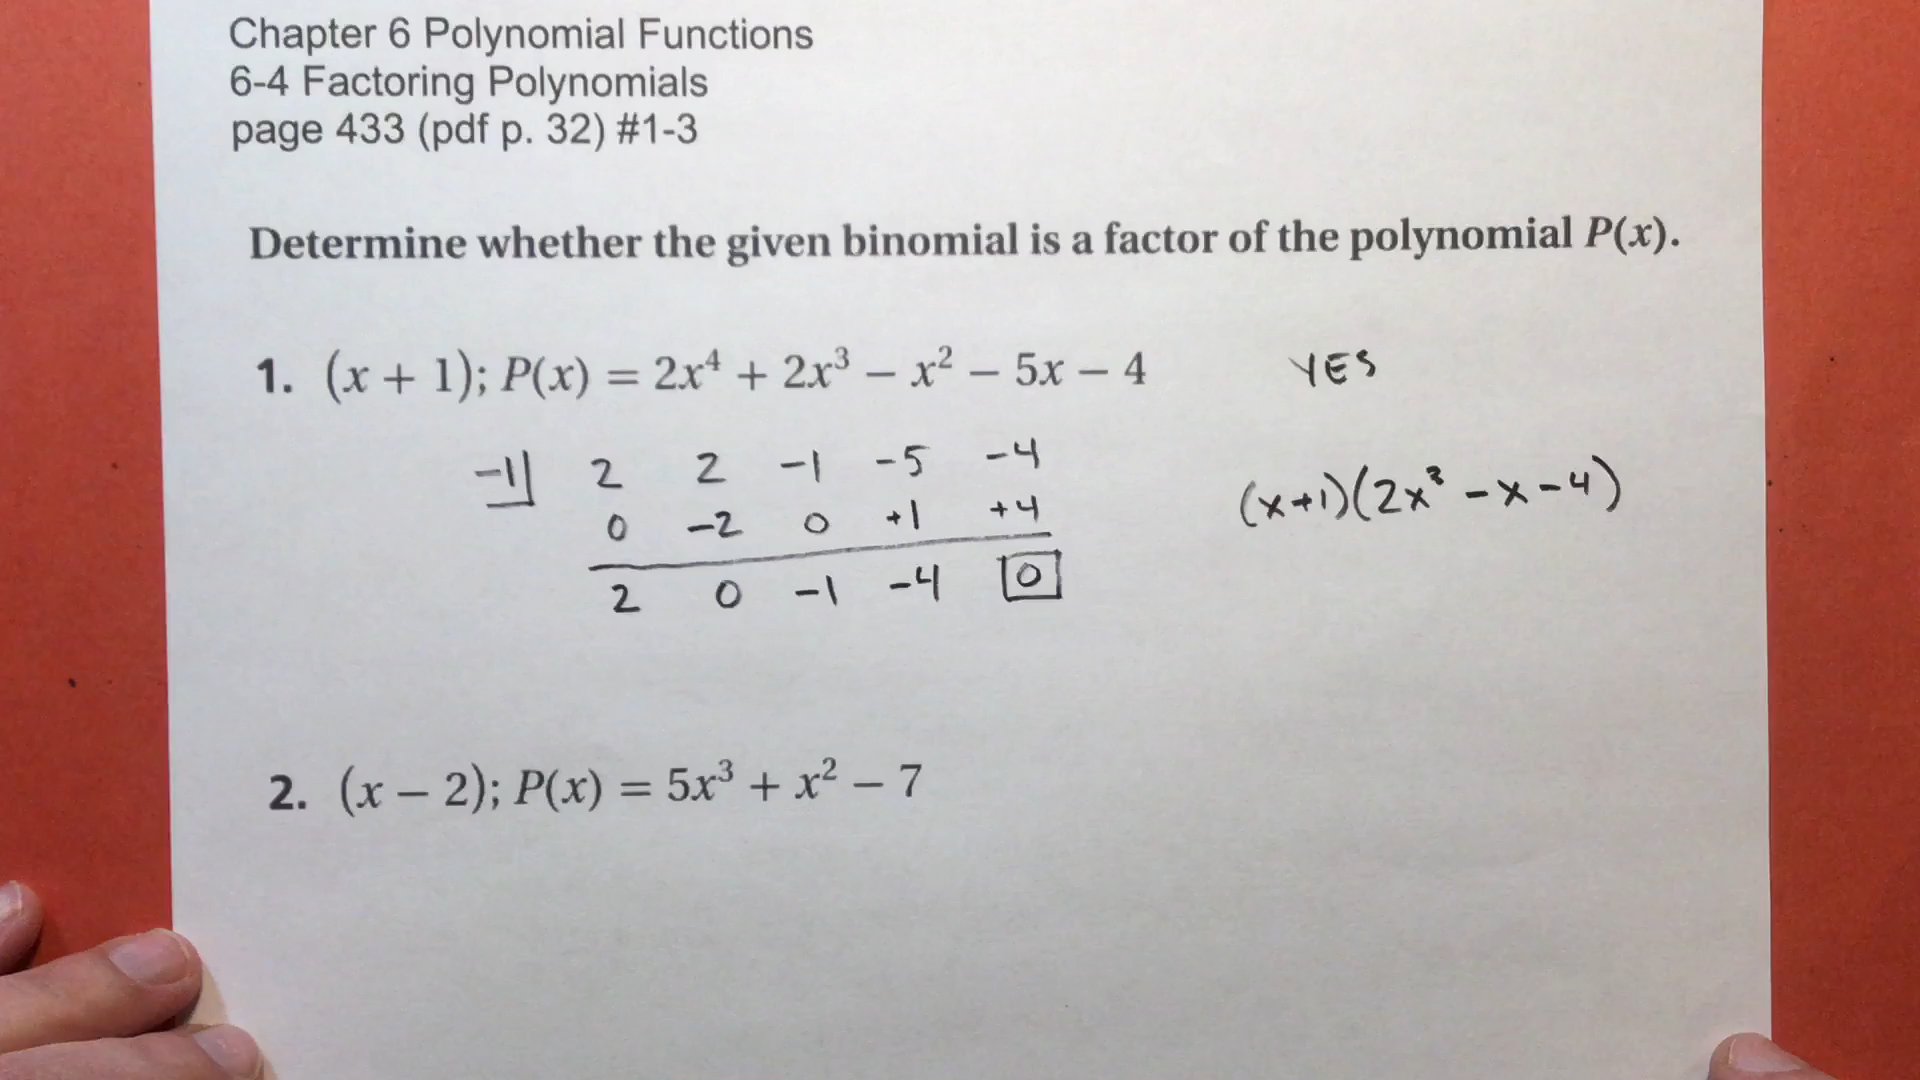 Chapter 6 Polynomial Functions
6-4 Factoring Polynomials
page 433 (pdf p. 32) #1-3
Determine whether the given binomial is a factor of the polynomial P(x).
1. (x + 1); P(x) = 2x⁴ + 2x³ – x² – 5x – 4 YES
-1 2 2 -1 -5 -4
0 -2 0 +1 +4
2 0 -1 -4 0
(x+1)(2x³ -x-4)
2. (x – 2); P(x) = 5x³ + x² – 7